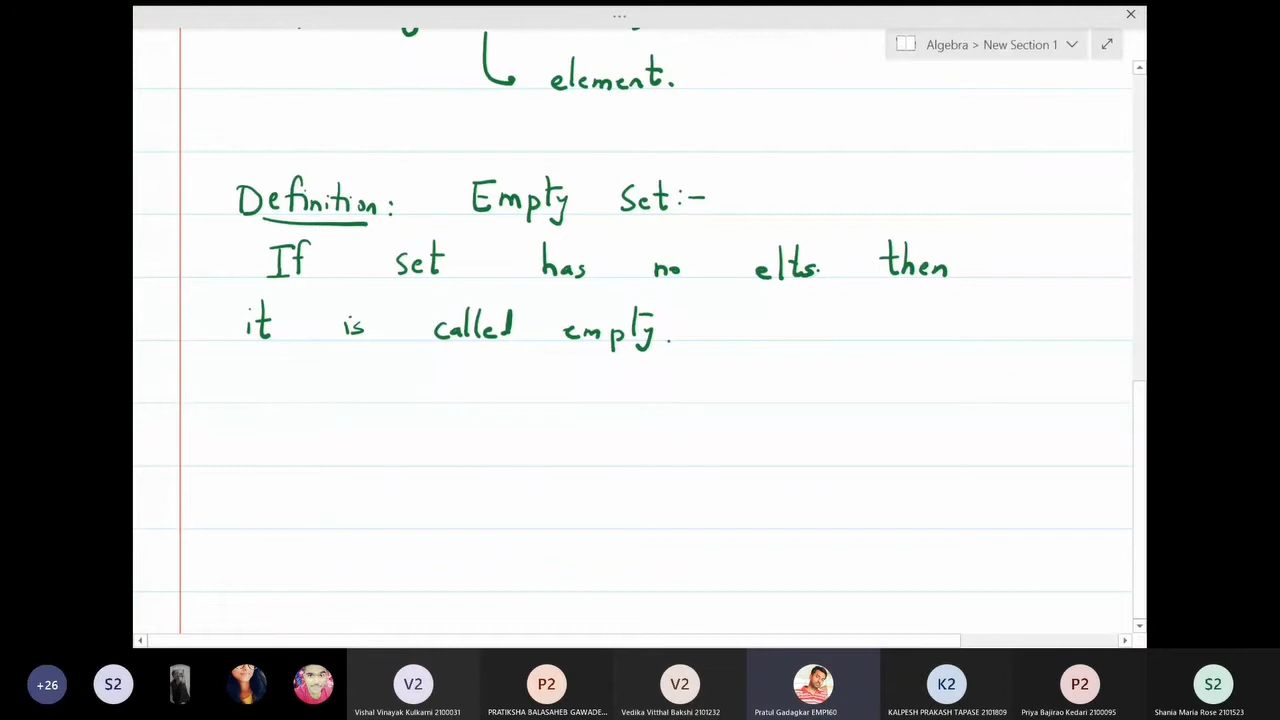 Algebra > New Section 1
element.
Definition: Empty Set:-
If set has no elts. then
it is called empty.
+26
S2
V2
P2
V2
K2
P2
S2
Vishal Vinayak Kulkarni 2100031
PRATIKSHA BALASAHEB GAWADE...
Vedika Vitthal Bakshi 2101232
Pratul Gadagkar EMP160
KALPESH PRAKASH TAPASE 2101809
Priya Bajirao Kedari 2100095
Shania Maria Rose 2101523